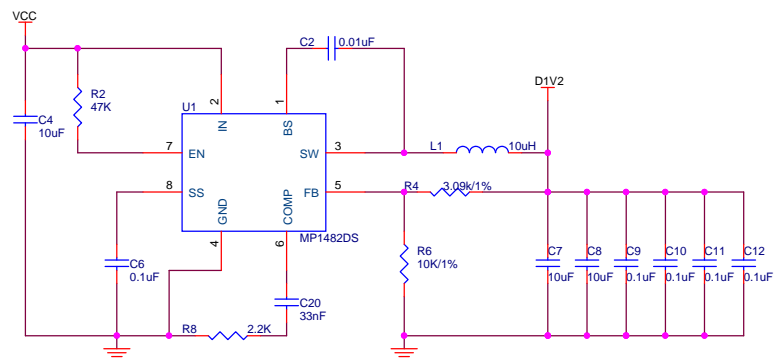 VCC
C2
0.01uF
D1V2
R2
47K
C4
10uF
U1
2
1
IN
BS
7
EN
SW
3
L1
10uH
8
SS
FB
5
R4
3.09k/1%
GND
COMP
MP1482DS
4
6
C6
0.1uF
R6
10K/1%
C7
10uF
C8
10uF
C9
0.1uF
C10
0.1uF
C11
0.1uF
C12
0.1uF
C20
33nF
R8
2.2K